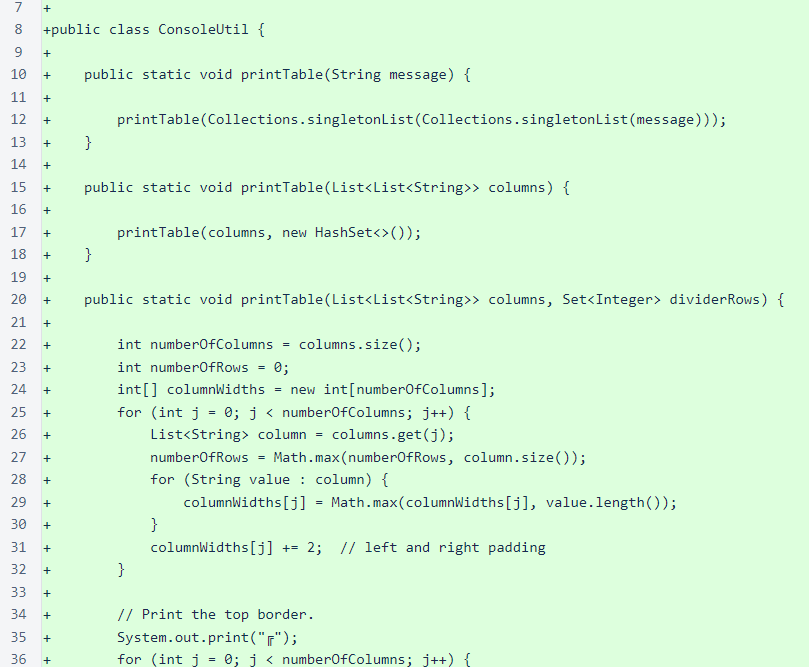 7 +
8 +public class ConsoleUtil {
9 +
10 +    public static void printTable(String message) {
11 +
12 +        printTable(Collections.singletonList(Collections.singletonList(message)));
13 +    }
14 +
15 +    public static void printTable(List<List<String>> columns) {
16 +
17 +        printTable(columns, new HashSet<>());
18 +    }
19 +
20 +    public static void printTable(List<List<String>> columns, Set<Integer> dividerRows) {
21 +
22 +        int numberOfColumns = columns.size();
23 +        int numberOfRows = 0;
24 +        int[] columnWidths = new int[numberOfColumns];
25 +        for (int j = 0; j < numberOfColumns; j++) {
26 +            List<String> column = columns.get(j);
27 +            numberOfRows = Math.max(numberOfRows, column.size());
28 +            for (String value : column) {
29 +                columnWidths[j] = Math.max(columnWidths[j], value.length());
30 +            }
31 +            columnWidths[j] += 2;  // left and right padding
32 +        }
33 +
34 +        // Print the top border.
35 +        System.out.print("╔");
36 +        for (int j = 0; j < numberOfColumns; j++) {